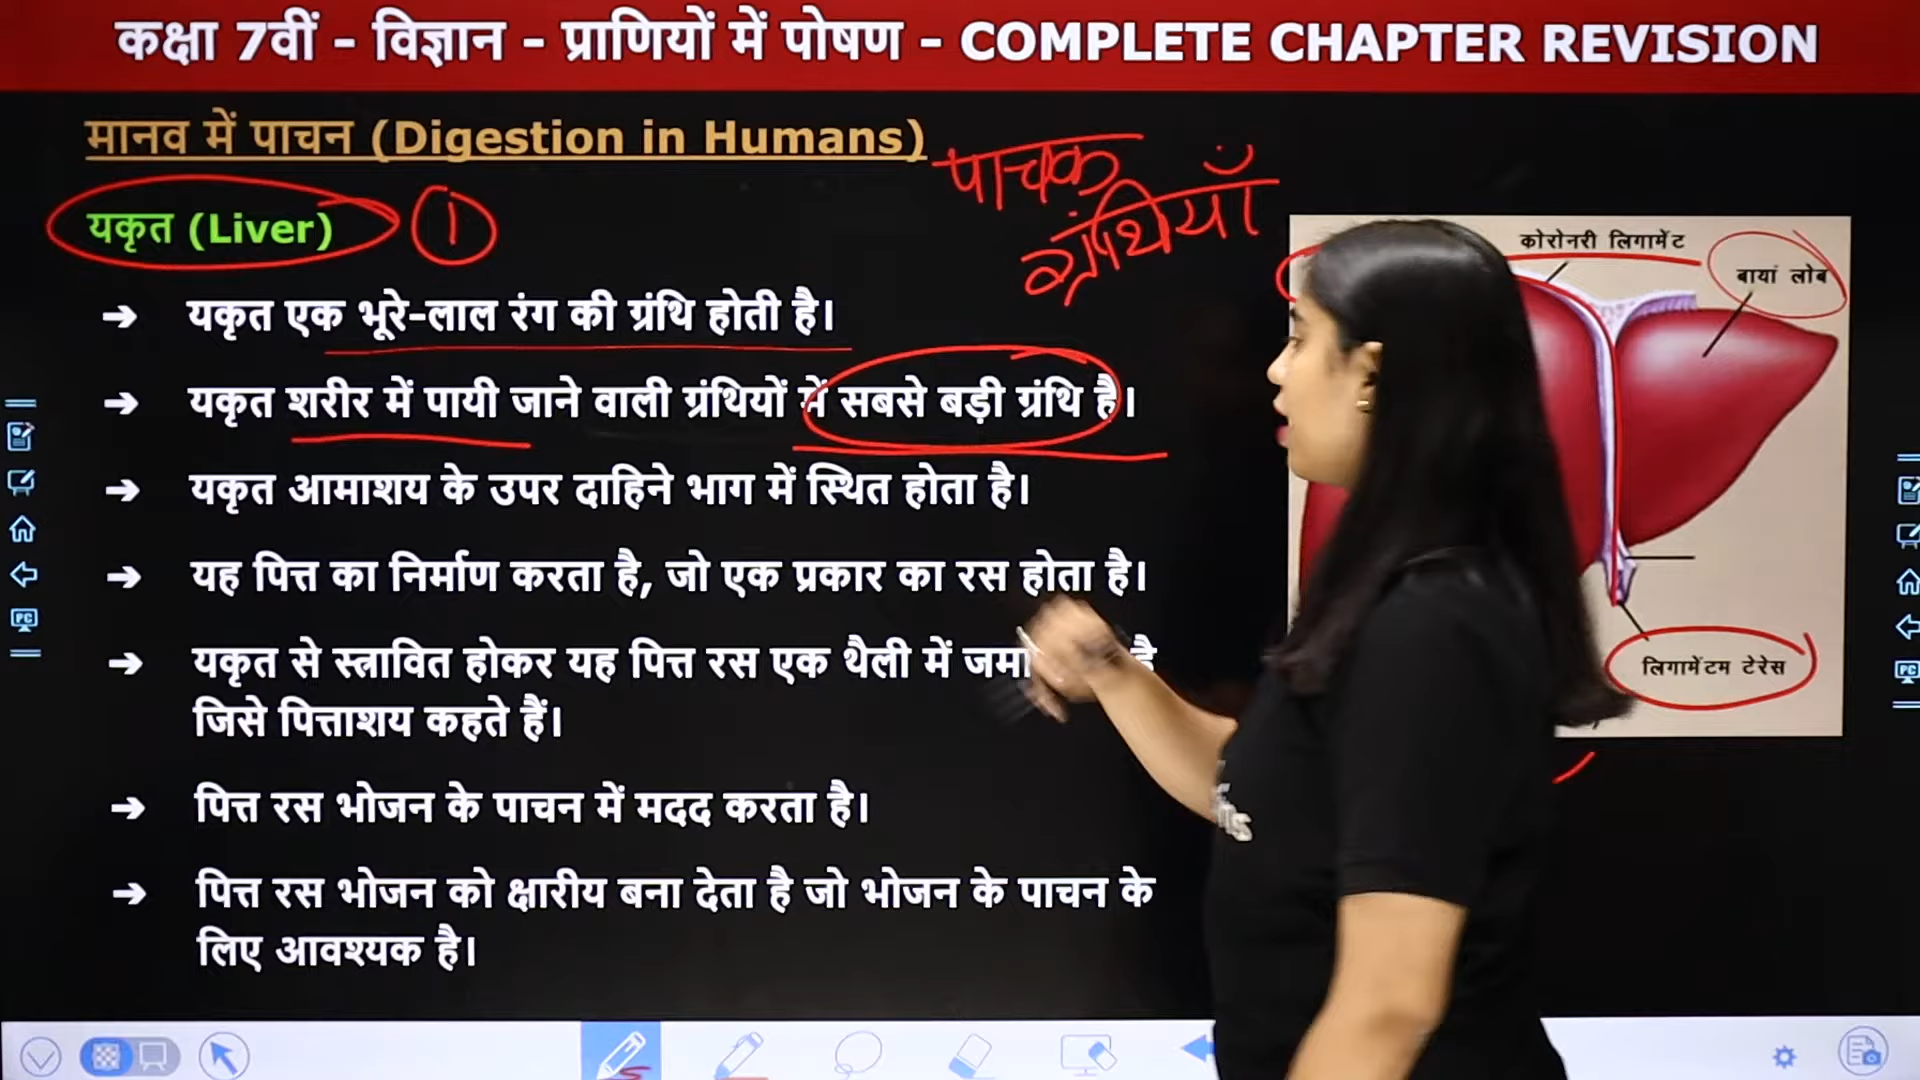 कक्षा 7वीं - विज्ञान - प्राणियों में पोषण - COMPLETE CHAPTER REVISION
मानव में पाचन (Digestion in Humans)
पाचक
ग्रंथियाँ
यकृत (Liver)
1
➔ यकृत एक भूरे-लाल रंग की ग्रंथि होती है।
➔ यकृत शरीर में पायी जाने वाली ग्रंथियों में सबसे बड़ी ग्रंथि है।
➔ यकृत आमाशय के उपर दाहिने भाग में स्थित होता है।
➔ यह पित्त का निर्माण करता है, जो एक प्रकार का रस होता है।
➔ यकृत से स्त्रावित होकर यह पित्त रस एक थैली में जमा है
जिसे पित्ताशय कहते हैं।
➔ पित्त रस भोजन के पाचन में मदद करता है।
➔ पित्त रस भोजन को क्षारीय बना देता है जो भोजन के पाचन के
लिए आवश्यक है।
कोरोनरी लिगामेंट
बायां लोब
लिगामेंटम टेरेस
PC
PC